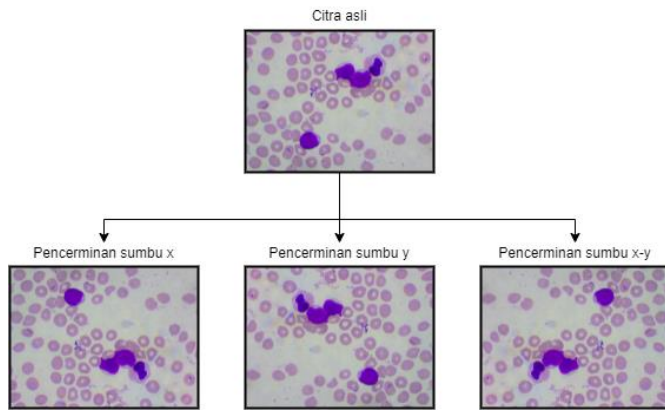 Citra asli
Pencerminan sumbu x
Pencerminan sumbu y
Pencerminan sumbu x-y